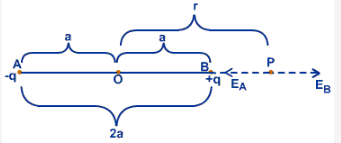 r
a a
A O B P
-q +q E_A E_B
2a